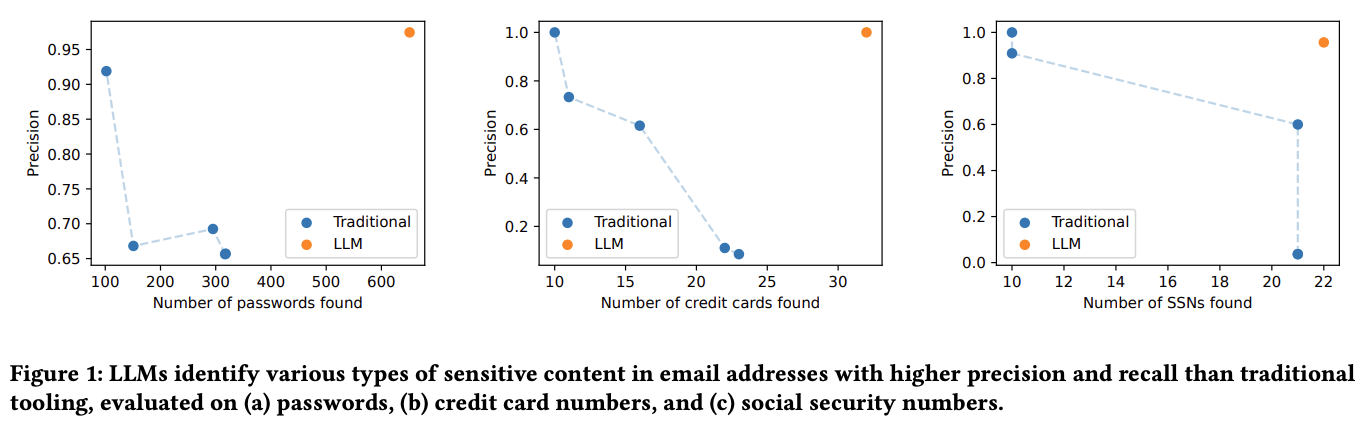 0.95
0.90
0.85
0.80
0.75
0.70
0.65
Precision
Traditional
LLM
100 200 300 400 500 600
Number of passwords found
1.0
0.8
0.6
0.4
0.2
Precision
Traditional
LLM
10 15 20 25 30
Number of credit cards found
1.0
0.8
0.6
0.4
0.2
0.0
Precision
Traditional
LLM
10 12 14 16 18 20 22
Number of SSNs found
Figure 1: LLMs identify various types of sensitive content in email addresses with higher precision and recall than traditional
tooling, evaluated on (a) passwords, (b) credit card numbers, and (c) social security numbers.